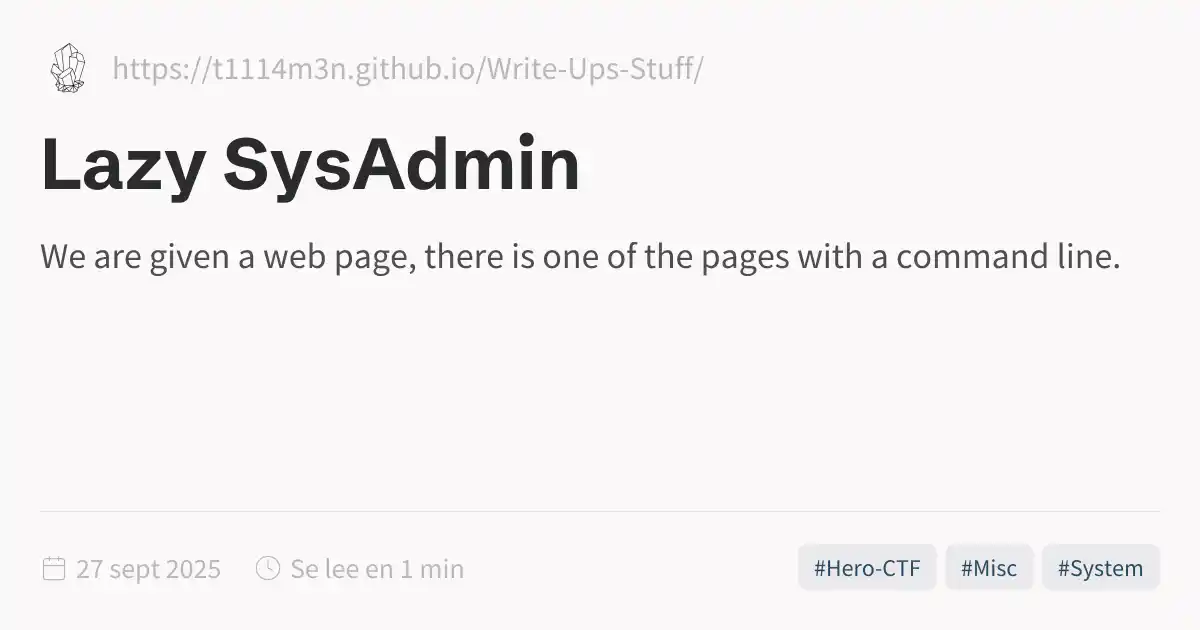 https://t1114m3n.github.io/Write-Ups-Stuff/
Lazy SysAdmin
We are given a web page, there is one of the pages with a command line.
27 sept 2025
Se lee en 1 min
#Hero-CTF
#Misc
#System